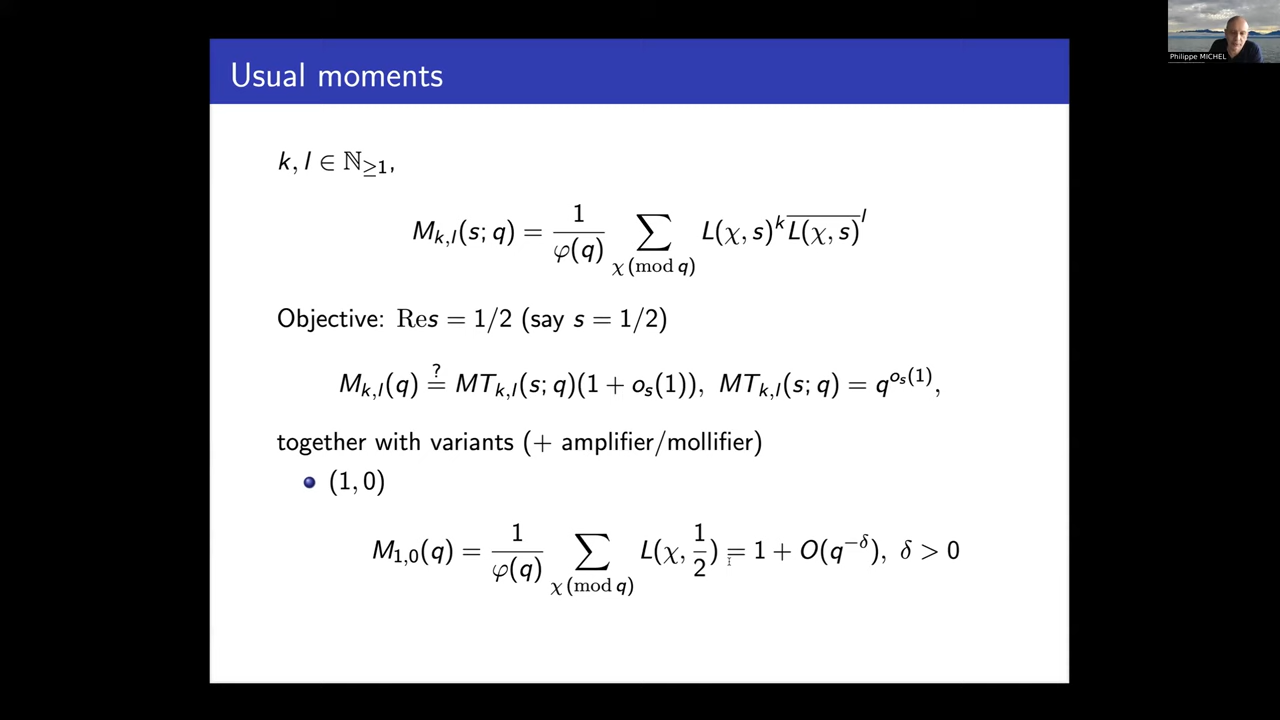 Usual moments
k, l ∈ ℕ≥1,
M_{k,l}(s; q) = \frac{1}{φ(q)} \sum_{χ (mod q)} L(χ, s)^k \overline{L(χ, s)}^l
Objective: Res = 1/2 (say s = 1/2)
M_{k,l}(q) \overset{?}{=} MT_{k,l}(s; q)(1 + o_s(1)), MT_{k,l}(s; q) = q^{o_s(1)},
together with variants (+ amplifier/mollifier)
• (1, 0)
M_{1,0}(q) = \frac{1}{φ(q)} \sum_{χ (mod q)} L(χ, \frac{1}{2}) = 1 + O(q^{-δ}), δ > 0
Philippe MICHEL